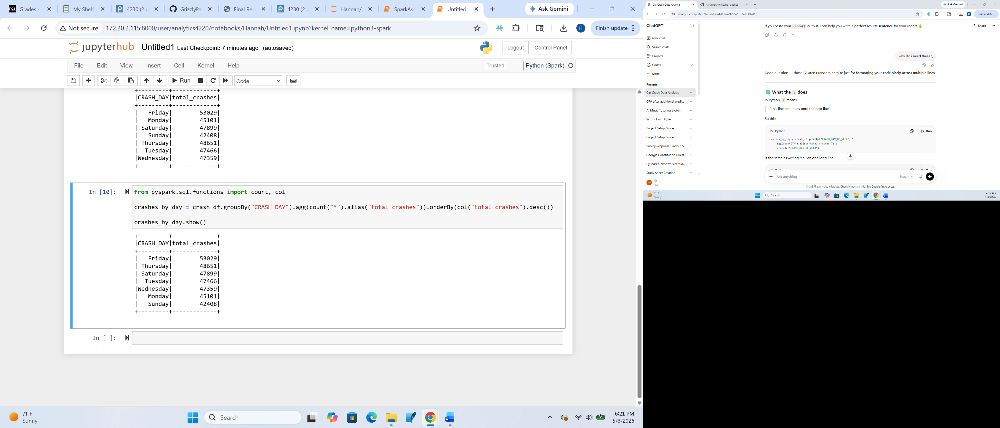 D2L Grades -
My Shelf
4230 (2 u
GrizzlyPa
Final Rep
4230 (2 u
Hannah/
SparkAss
Untitled1
Ask Gemini
Not secure
172.20.2.115:8000/user/analytics4220/notebooks/Hannah/Untitled1.ipynb?kernel_name=python3-spark
H
Finish update
jupyterhub Untitled1 Last Checkpoint: 7 minutes ago (autosaved)
Logout
Control Panel
File Edit View Insert Cell Kernel Help
Trusted
Python (Spark)
Run
Code
+---------+-------------+
|CRASH_DAY|total_crashes|
+---------+-------------+
|   Friday|        53029|
|   Monday|        45101|
| Saturday|        47899|
|   Sunday|        42408|
| Thursday|        48651|
|  Tuesday|        47466|
|Wednesday|        47359|
+---------+-------------+
In [10]:
from pyspark.sql.functions import count, col
crashes_by_day = crash_df.groupBy("CRASH_DAY").agg(count("*").alias("total_crashes")).orderBy(col("total_crashes").desc())
crashes_by_day.show()
+---------+-------------+
|CRASH_DAY|total_crashes|
+---------+-------------+
|   Friday|        53029|
| Thursday|        48651|
| Saturday|        47899|
|  Tuesday|        47466|
|Wednesday|        47359|
|   Monday|        45101|
|   Sunday|        42408|
+---------+-------------+
In [ ]:
71°F
Sunny
Search
6:21 PM
5/3/2026
Car Crash Data Analysis
hartjensen/chicago_crashes
Ask Gemini
chatgpt.com/c/69f7b72d-6a74-83ea-9295-13f7eb006787
H
Finish update
ChatGPT
New chat
Search chats
Projects
Codex
More
Recents
Car Crash Data Analysis
GPA after additional credits
AI Music Tutoring System
Scrum Exam Q&A
Project Setup Guide
Project Setup Guide
Survey Response Binary Co...
Georgia Constitution Quest...
PySpark UnknownExceptio...
Study Sheet Creation
hh
Plus
If you paste your .show() output, I can help you write a perfect results sentence for your report 👍
Share
why do i need these \
Good question — those \ aren't random, they're just for formatting your code nicely across multiple lines.
✅ What the \ does
In Python, \ means:
"this line continues onto the next line"
So this:
Python
Run
crashes_by_day = crash_df.groupBy("CRASH_DAY_OF_WEEK") \
.agg(count("*").alias("total_crashes")) \
.orderBy("CRASH_DAY_OF_WEEK")
is the same as writing it all on one long line:
Python
Run
Ask anything
Instant
ChatGPT can make mistakes. Check important info. See Cookie Preferences.
71°F
Sunny
Search
6:21 PM
5/3/2026